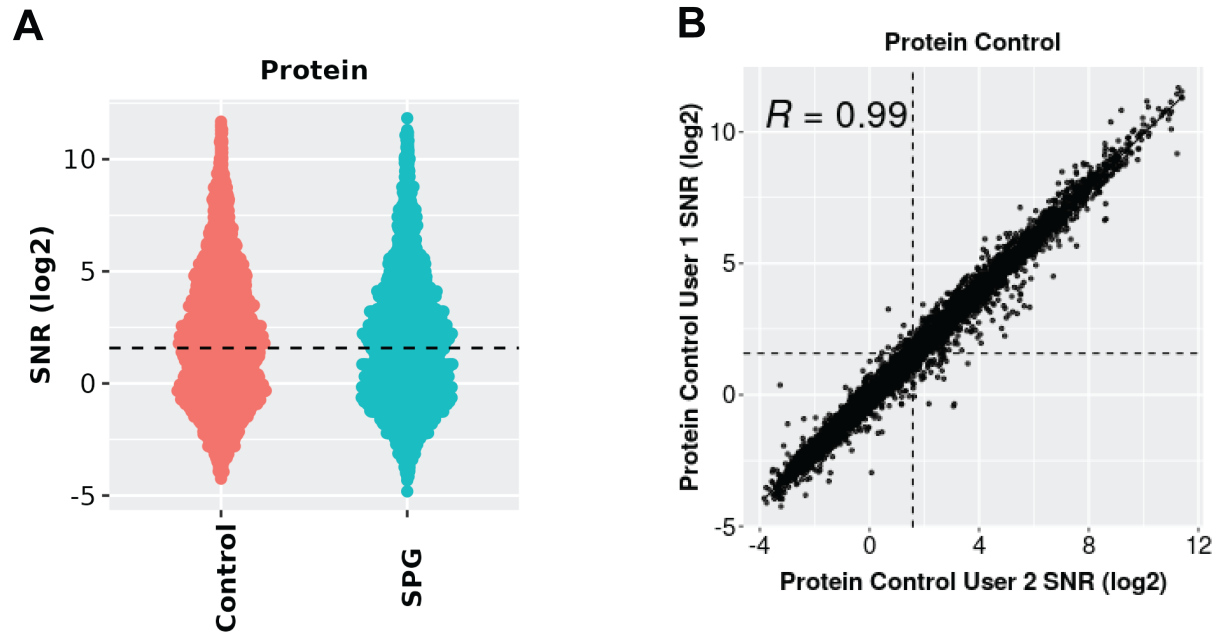 A
Protein
SNR (log2)
10
5
0
-5
Control
SPG
B
Protein Control
R = 0.99
Protein Control User 1 SNR (log2)
10
5
0
-5
-4
0
4
8
12
Protein Control User 2 SNR (log2)